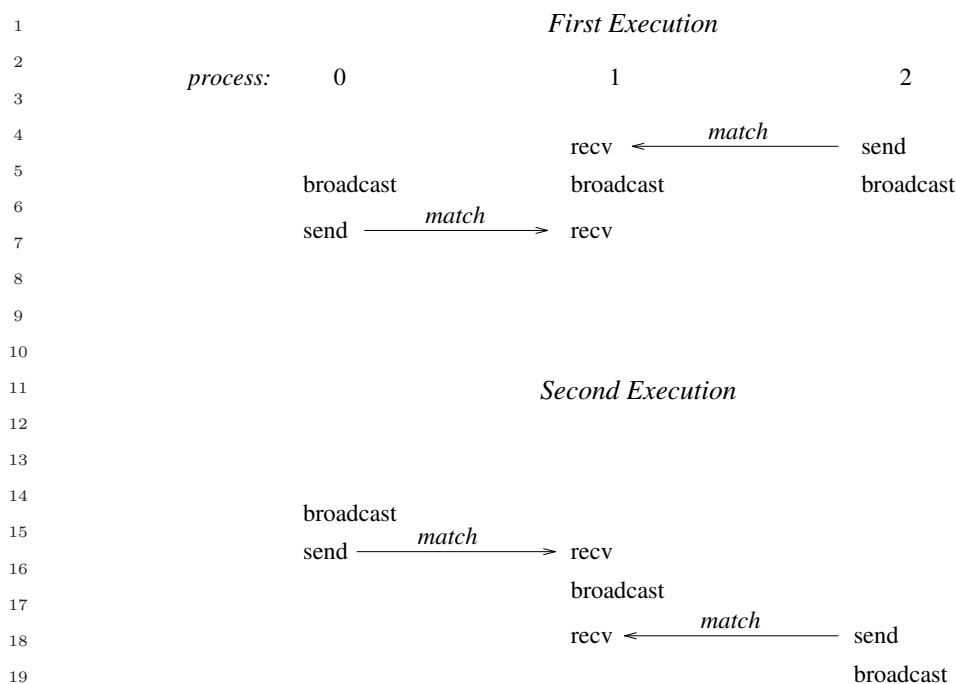 1
First Execution
2
process: 0 1 2
3
4
match
recv send
5
broadcast broadcast broadcast
6
match
send recv
7
8
9
10
11
Second Execution
12
13
14
broadcast
15
match
send recv
16
broadcast
17
match
18
recv send
19
broadcast